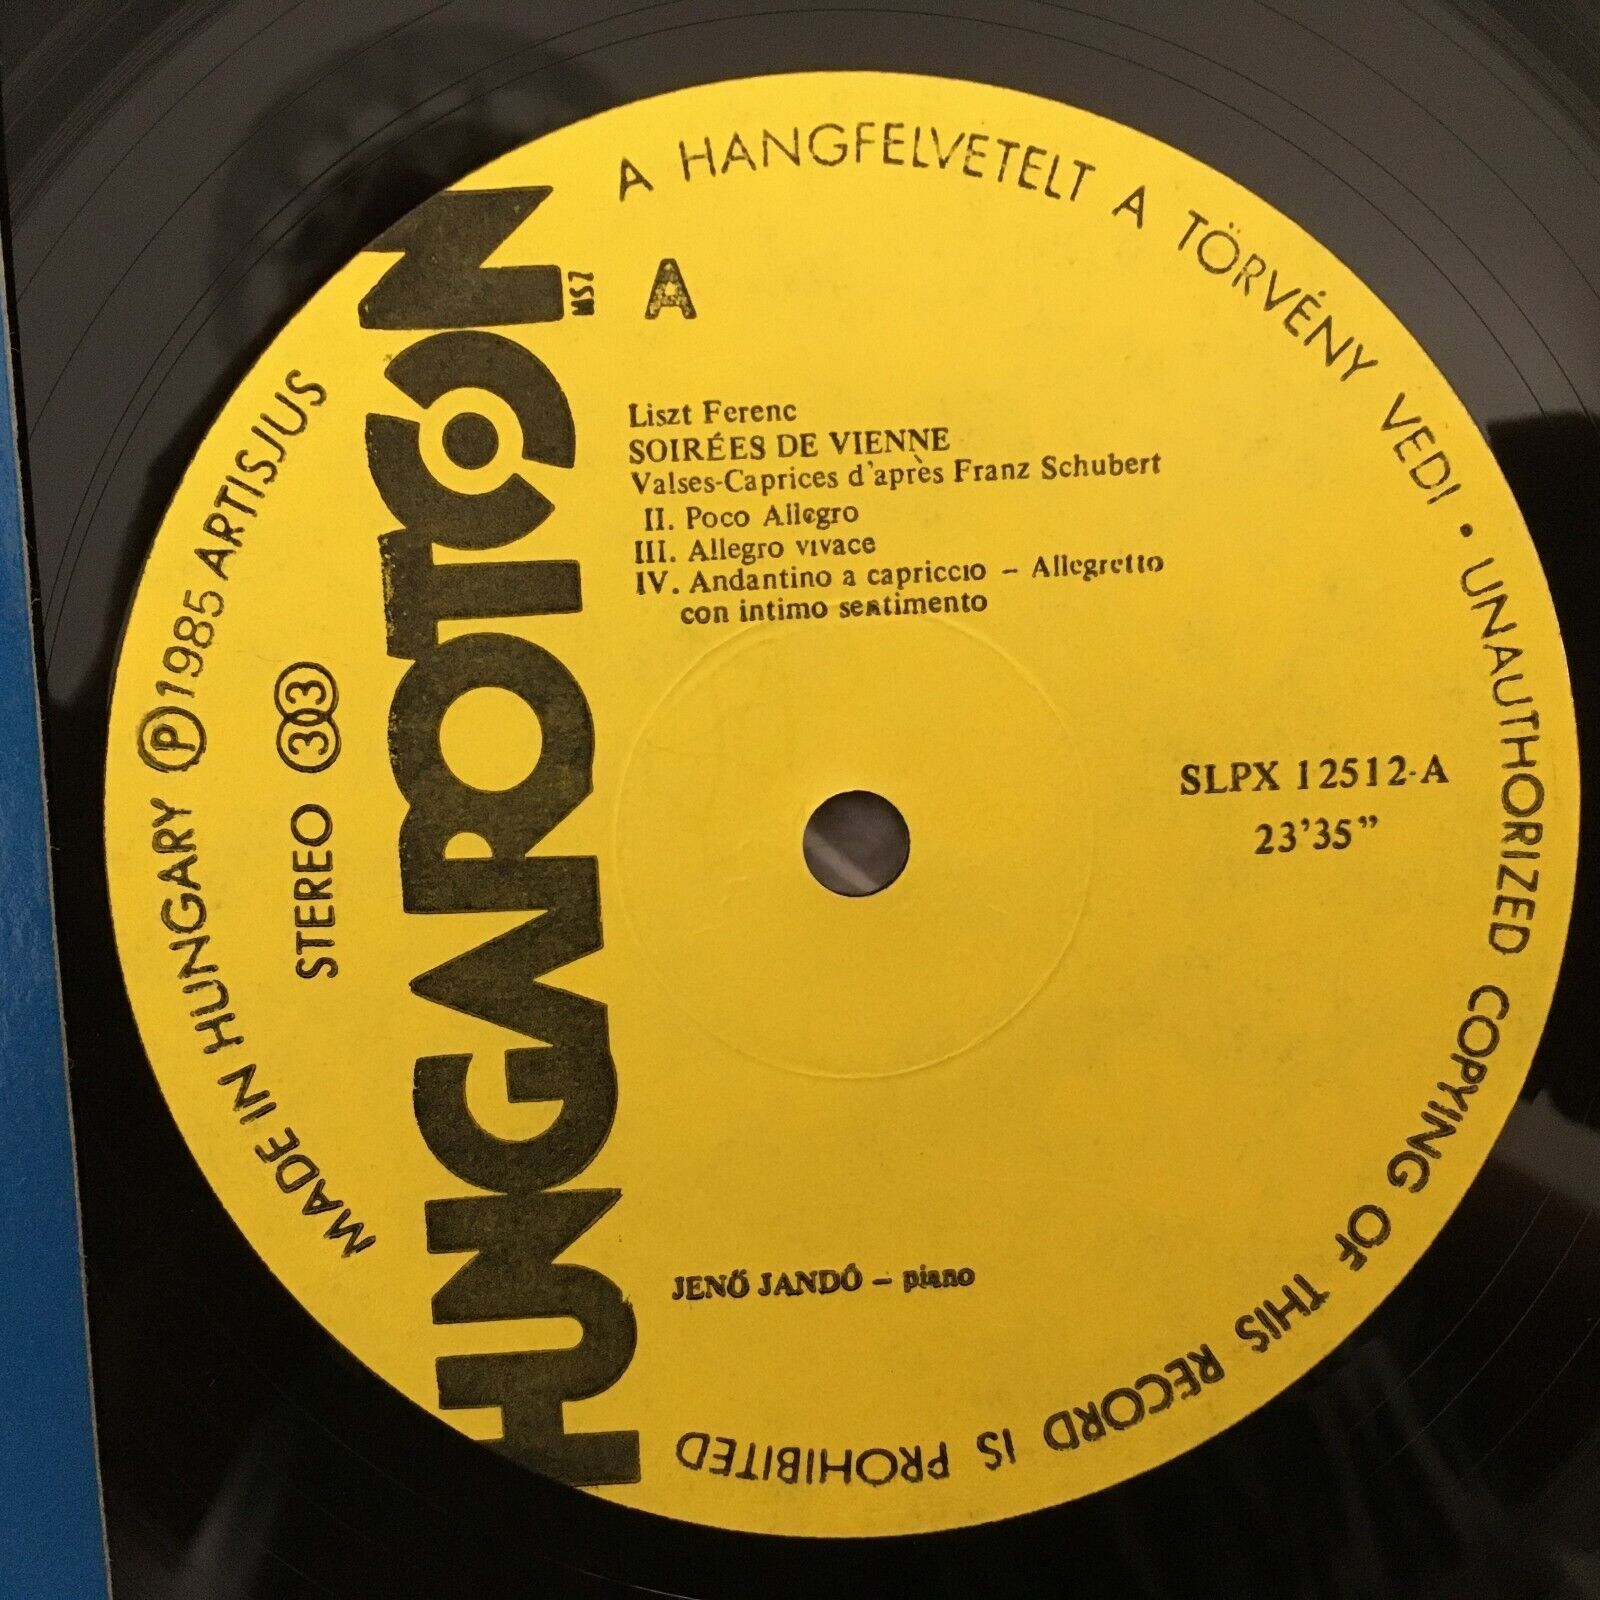 A HANGFELVETELT A TÖRVÉNY VEDI • UNAUTHORIZED COPYING OF THIS RECORD IS PROHIBITED
MADE IN HUNGARY Ⓟ 1985 ARTISJUS
STEREO 33
HUNGAROTON
MSZ
A
Liszt Ferenc
SOIRÉES DE VIENNE
Valses-Caprices d'après Franz Schubert
II. Poco Allegro
III. Allegro vivace
IV. Andantino a capriccio – Allegretto
con intimo sentimento
SLPX 12512-A
23'35”
JENŐ JANDÓ – piano